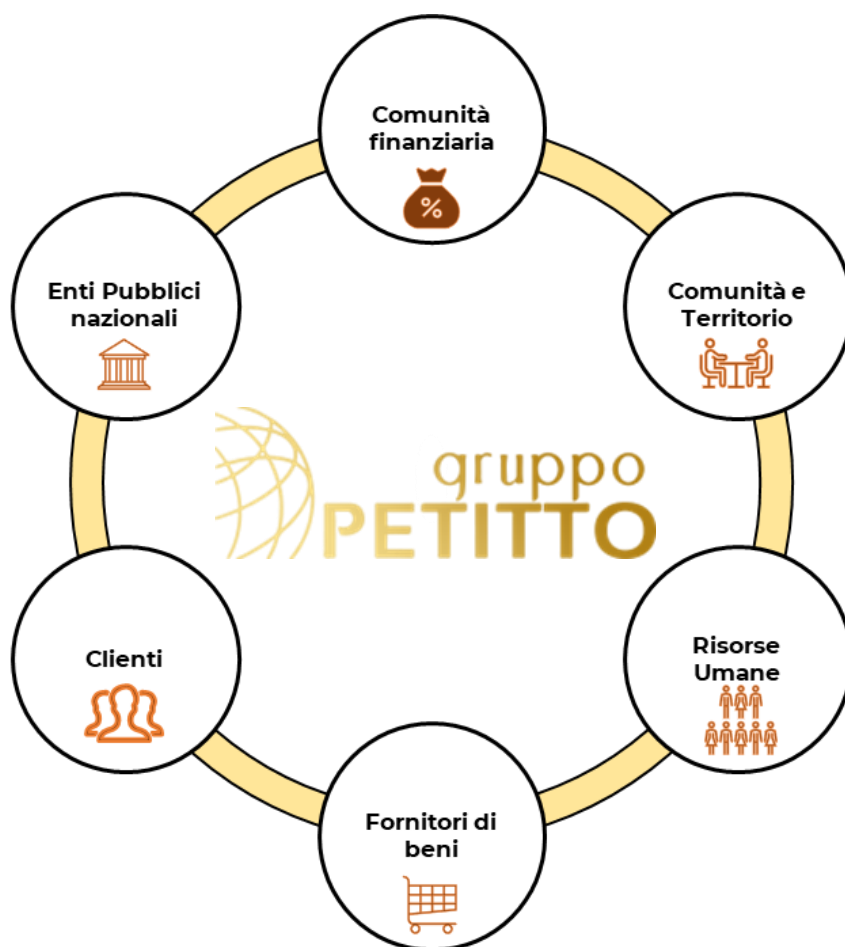 Comunità
finanziaria
%
Enti Pubblici
nazionali
Comunità e
Territorio
gruppo
PETITTO
Clienti
Risorse
Umane
Fornitori di
beni